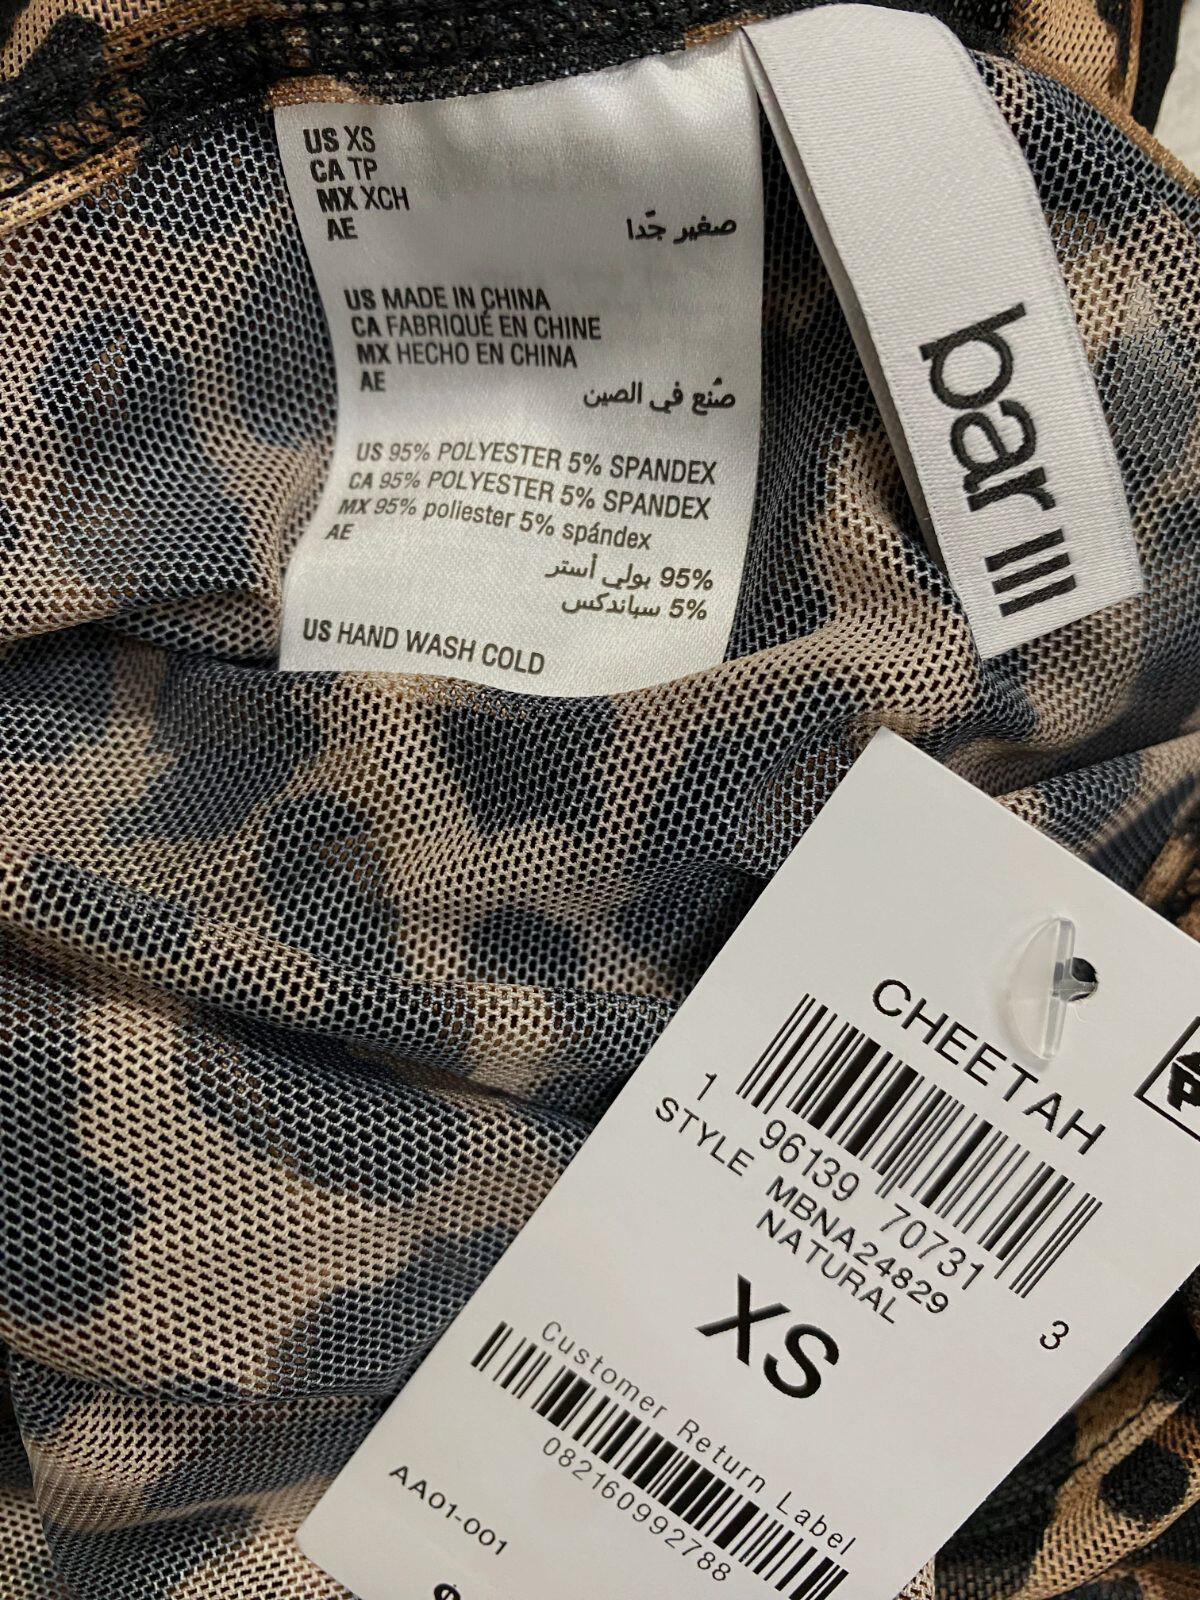 US XS
CA TP
MX XCH
AE
صغير جّدا
US MADE IN CHINA
CA FABRIQUÉ EN CHINE
MX HECHO EN CHINA
AE
صُنع في الصين
US 95% POLYESTER 5% SPANDEX
CA 95% POLYESTER 5% SPANDEX
MX 95% poliester 5% spández
AE
95% بولي أستر
5% سباندكس
US HAND WASH COLD
bar III
CHEETAH
1 96139 70731 3
STYLE MBNA24829
NATURAL
XS
Customer Return Label
082160992788
AA01-001
P
$